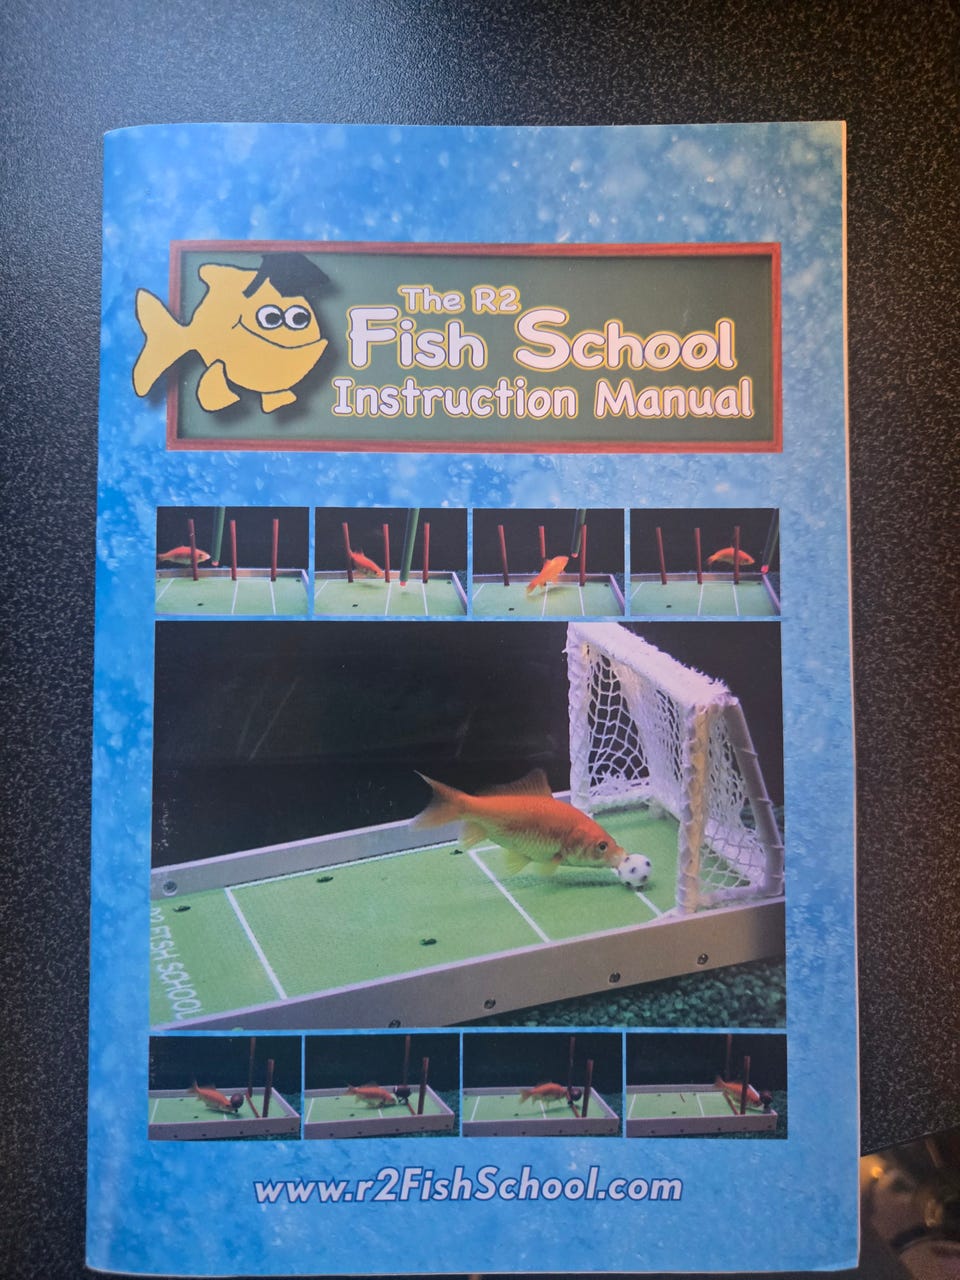 The R2
Fish School
Instruction Manual
R2 FISH SCHOOL
www.r2FishSchool.com